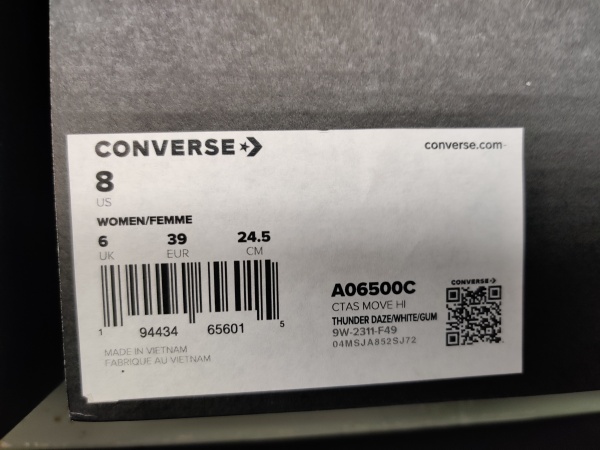 CONVERSE
converse.com
8
US
WOMEN/FEMME
6 39 24.5
UK EUR CM
1 94434 65601 5
MADE IN VIETNAM
FABRIQUE AU VIETNAM
CONVERSE
A06500C
CTAS MOVE HI
THUNDER DAZE/WHITE/GUM
9W-2311-F49
04MSJA852SJ72